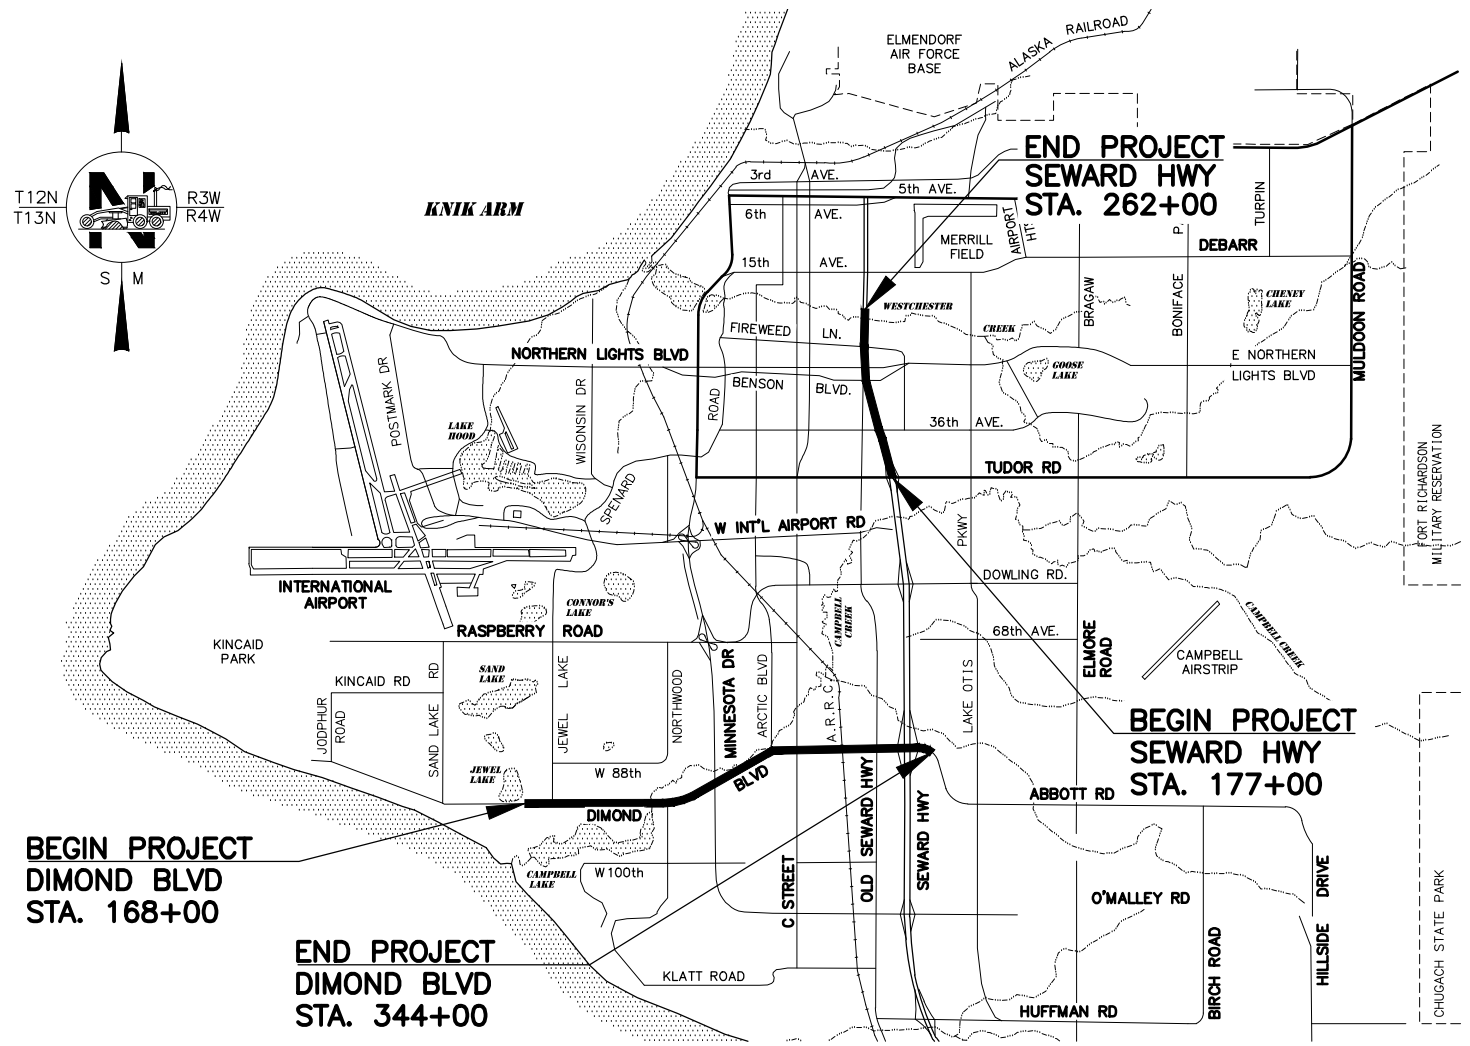 ELMENDORF
AIR FORCE
BASE
ALASKA RAILROAD
T12N
T13N
N
R3W
R4W
S M
KNIK ARM
END PROJECT
SEWARD HWY
STA. 262+00
3rd AVE.
5th AVE.
6th AVE.
MERRILL
FIELD
AIRPORT
HT
TURPIN
P.
DEBARR
15th AVE.
MULDOON ROAD
BRAGAW
BONIFACE
CHENEY
LAKE
WESTCHESTER
CREEK
FIREWEED LN.
NORTHERN LIGHTS BLVD
E NORTHERN
LIGHTS BLVD
GOOSE
LAKE
BENSON BLVD.
ROAD
POSTMARK DR
WISONSIN DR
LAKE
HOOD
36th AVE.
TUDOR RD
SPENARD
FORT RICHARDSON
MILITARY RESERVATION
W INT'L AIRPORT RD
PKWY
INTERNATIONAL
AIRPORT
DOWLING RD.
CONNOR'S
LAKE
CAMPBELL
CREEK
CAMPBELL CREEK
RASPBERRY ROAD
68th AVE.
ELMORE
ROAD
CAMPBELL
AIRSTRIP
KINCAID
PARK
KINCAID RD
SAND
LAKE
JODPHUR
ROAD
SAND LAKE RD
JEWEL LAKE
NORTHWOOD
MINNESOTA DR
ARCTIC BLVD
A.R.R.C.
LAKE OTIS
BEGIN PROJECT
SEWARD HWY
STA. 177+00
JEWEL
LAKE
W 88th
BLVD
DIMOND
OLD SEWARD HWY
SEWARD HWY
ABBOTT RD
BEGIN PROJECT
DIMOND BLVD
STA. 168+00
CAMPBELL
LAKE
W 100th
C STREET
O'MALLEY RD
HILLSIDE DRIVE
BIRCH ROAD
CHUGACH STATE PARK
END PROJECT
DIMOND BLVD
STA. 344+00
KLATT ROAD
HUFFMAN RD